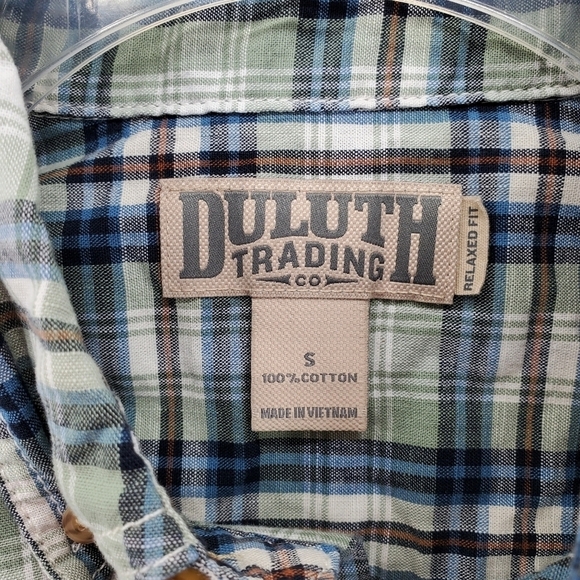 DULUTH
TRADING
CO
RELAXED FIT
S
100% COTTON
MADE IN VIETNAM